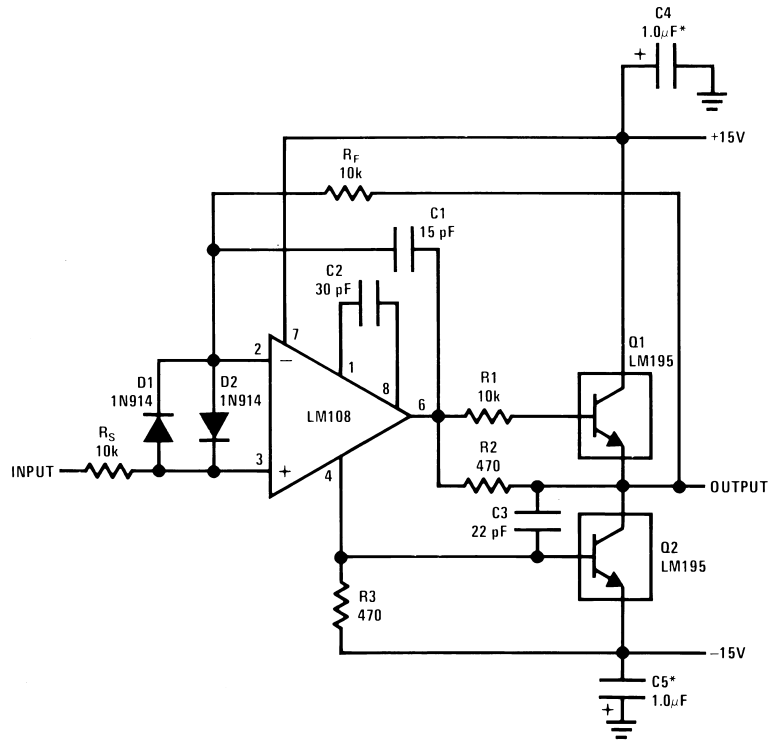 C4
1.0μF*
+
+15V
R_F
10k
C1
15 pF
C2
30 pF
7
2
−
1
Q1
LM195
D1
1N914
D2
1N914
8
6
R1
10k
LM108
R_S
10k
INPUT
3
+
4
R2
470
OUTPUT
C3
22 pF
Q2
LM195
R3
470
−15V
C5*
1.0μF
+